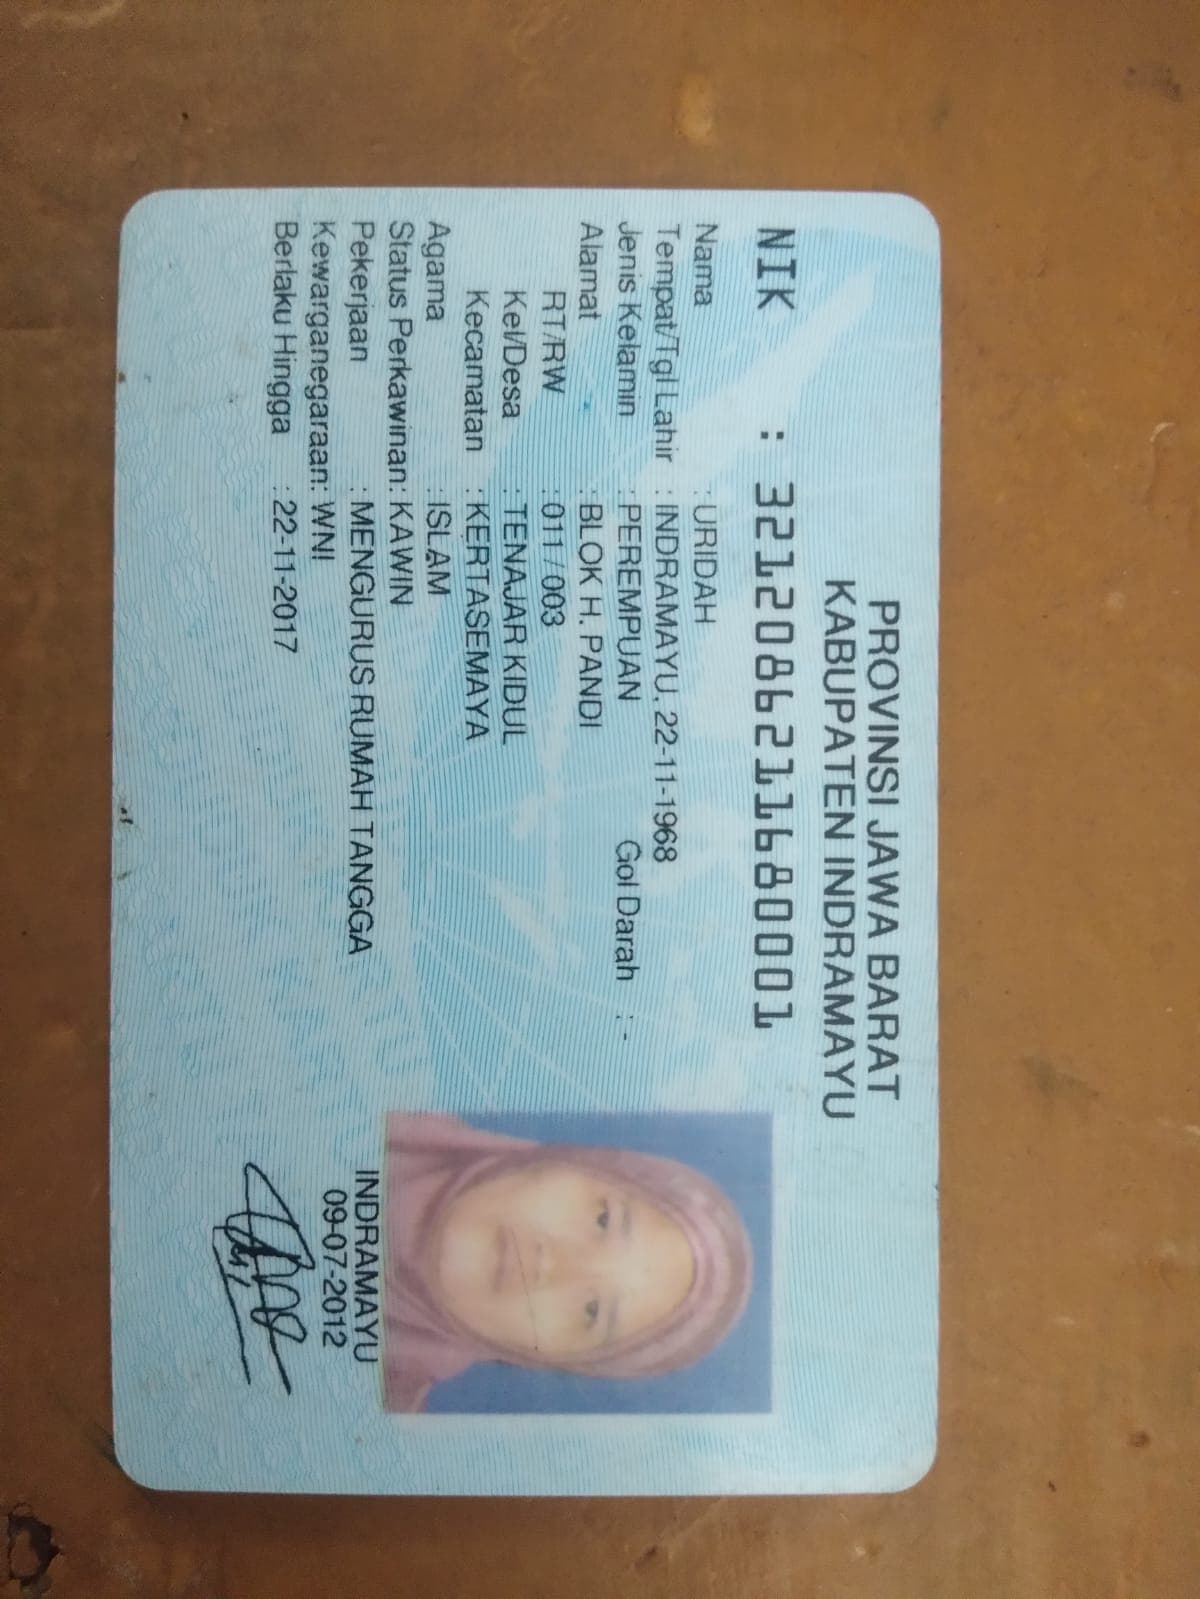 PROVINSI JAWA BARAT
KABUPATEN INDRAMAYU
NIK : 3212086211680001
Nama : URIDAH
Tempat/Tgl Lahir : INDRAMAYU, 22-11-1968
Jenis Kelamin : PEREMPUAN Gol Darah : -
Alamat : BLOK H. PANDI
RT/RW : 011 / 003
Kel/Desa : TENAJAR KIDUL
Kecamatan : KERTASEMAYA
Agama : ISLAM
Status Perkawinan: KAWIN
Pekerjaan : MENGURUS RUMAH TANGGA
Kewarganegaraan: WNI
Berlaku Hingga : 22-11-2017
INDRAMAYU
09-07-2012